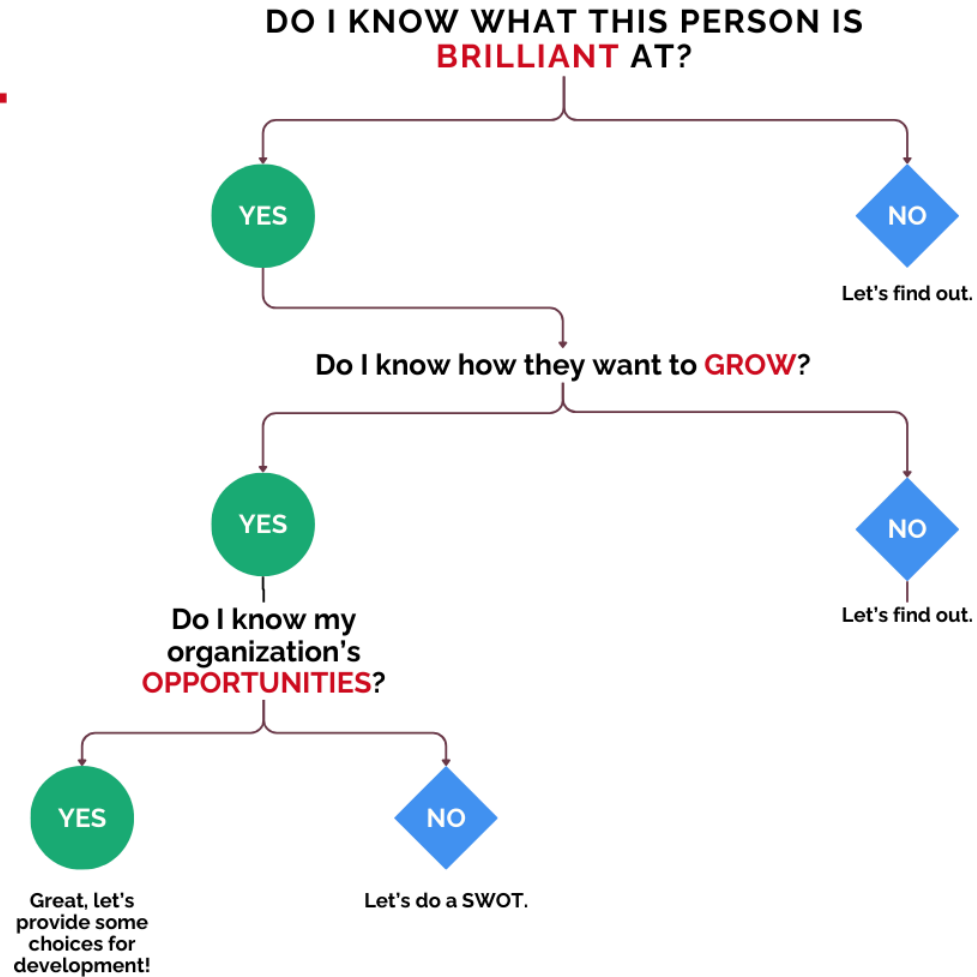 DO I KNOW WHAT THIS PERSON IS
BRILLIANT AT?
YES
NO
Let's find out.
Do I know how they want to GROW?
YES
NO
Let's find out.
Do I know my
organization's
OPPORTUNITIES?
YES
NO
Great, let's
provide some
choices for
development!
Let's do a SWOT.